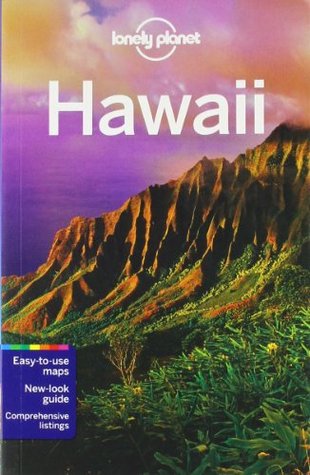 lonely planet
Hawaii
Easy-to-use
maps
New-look
guide
Comprehensive
listings